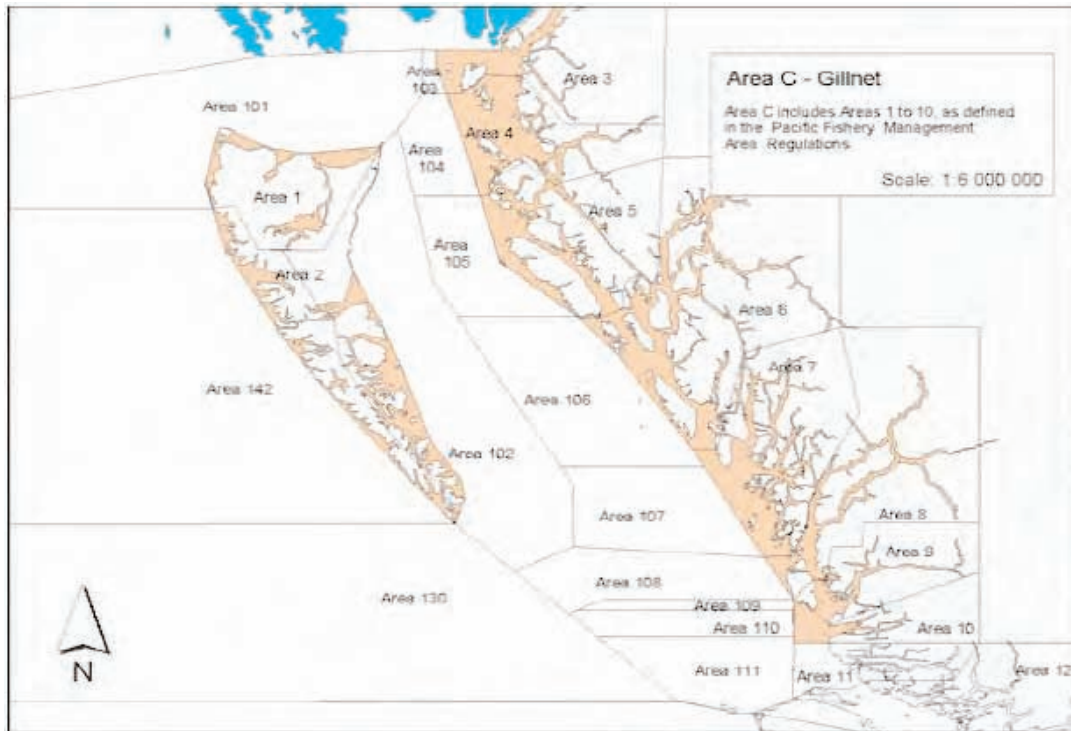 Area C - Gillnet
Area C includes Areas 1 to 10, as defined
in the Pacific Fishery Management
Area Regulations
Scale: 1:6 000 000
Area 3
Area
103
Area 101
Area 4
Area
104
Area 1
Area 5
Area
105
Area 2
Area 6
Area 7
Area 142
Area 106
Area 102
Area 107
Area 8
Area 9
Area 108
Area 130
Area 109
Area 110
Area 10
Area 111
Area 11
Area 12
N